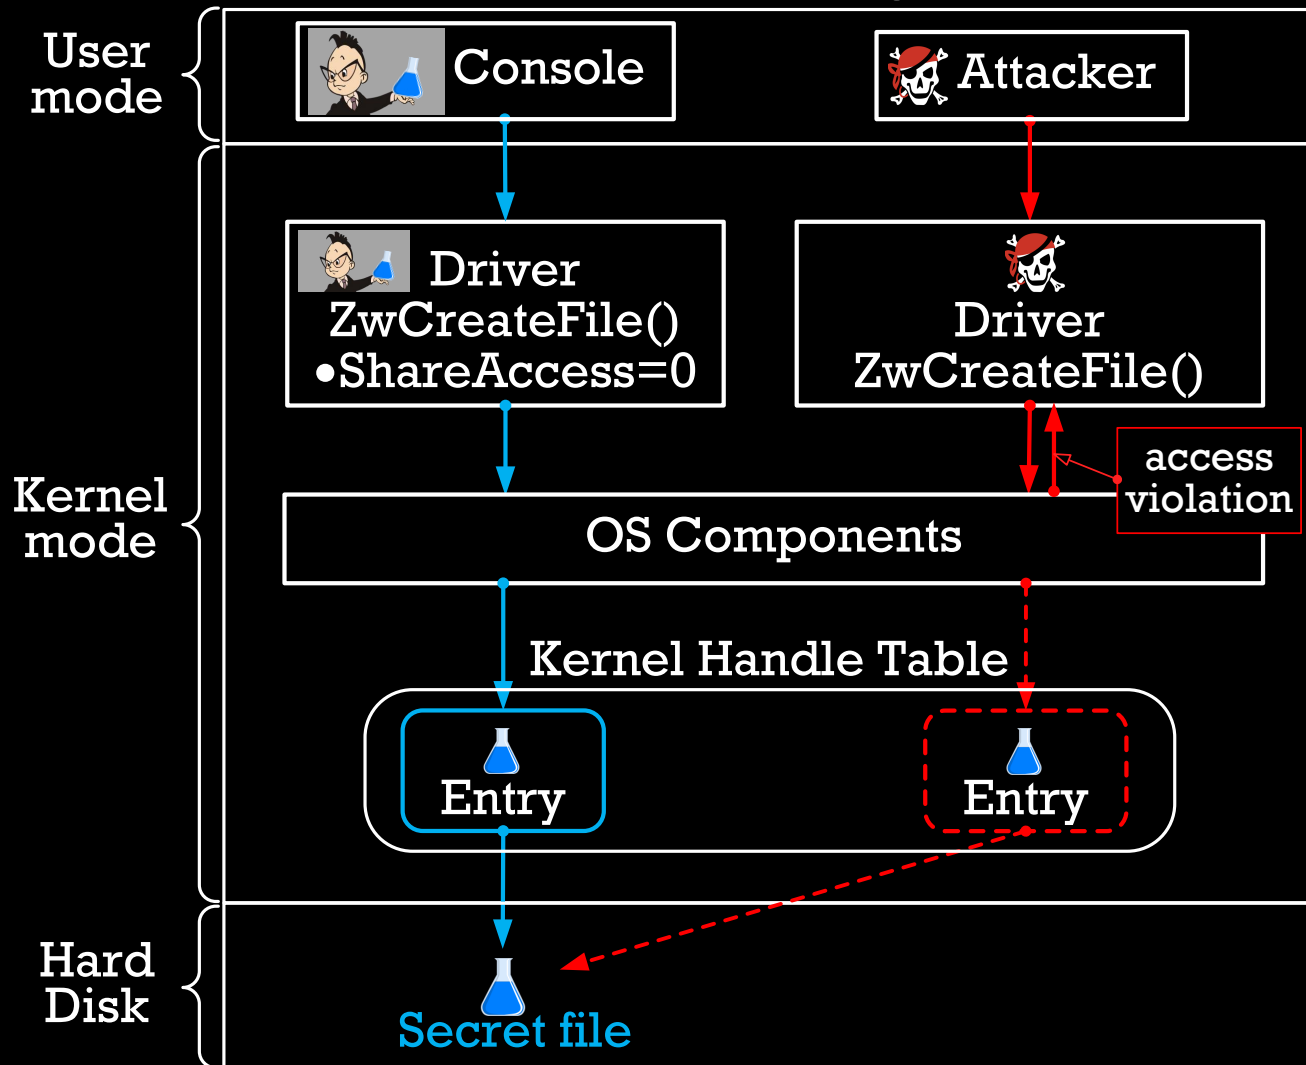 User
mode
Console
Attacker
Kernel
mode
Driver
ZwCreateFile()
•ShareAccess=0
Driver
ZwCreateFile()
access
violation
OS Components
Kernel Handle Table
Entry
Entry
Hard
Disk
Secret file